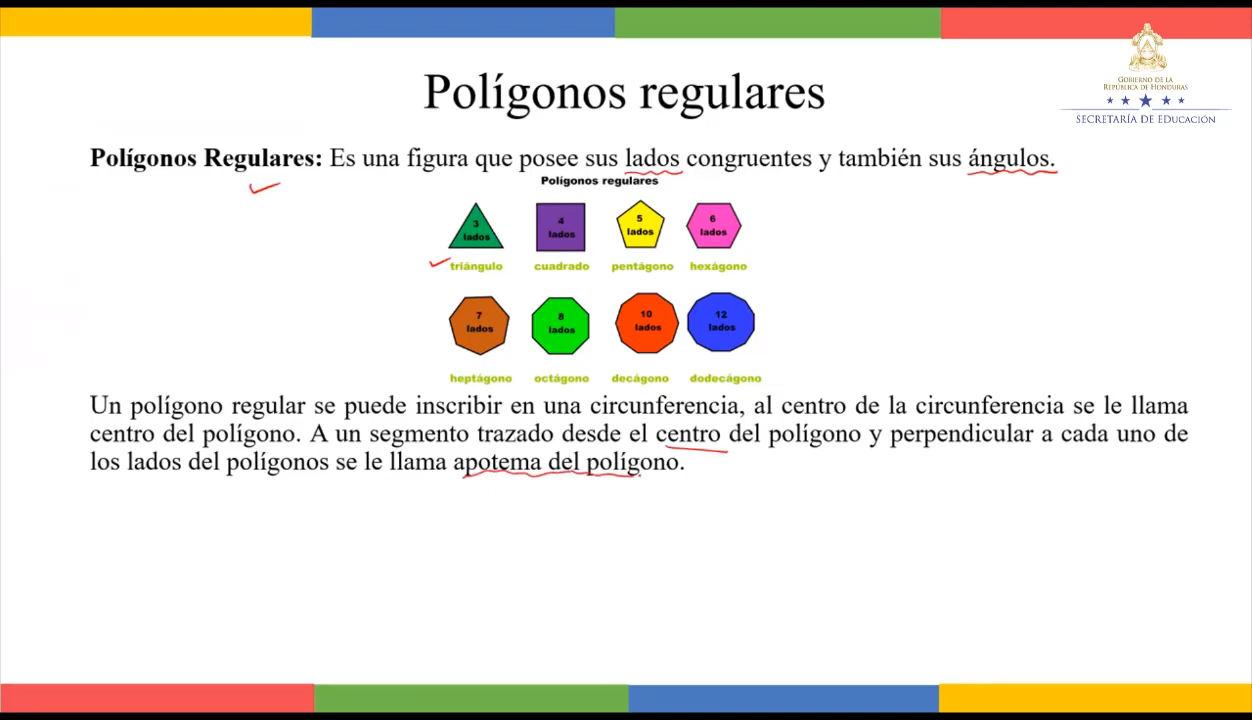 GOBIERNO DE LA
REPÚBLICA DE HONDURAS
SECRETARÍA DE EDUCACIÓN
Polígonos regulares
Polígonos Regulares: Es una figura que posee sus lados congruentes y también sus ángulos.
Polígonos regulares
3 lados
4 lados
5 lados
6 lados
triángulo cuadrado pentágono hexágono
7 lados
8 lados
10 lados
12 lados
heptágono octágono decágono dodecágono
Un polígono regular se puede inscribir en una circunferencia, al centro de la circunferencia se le llama
centro del polígono. A un segmento trazado desde el centro del polígono y perpendicular a cada uno de
los lados del polígonos se le llama apotema del polígono.